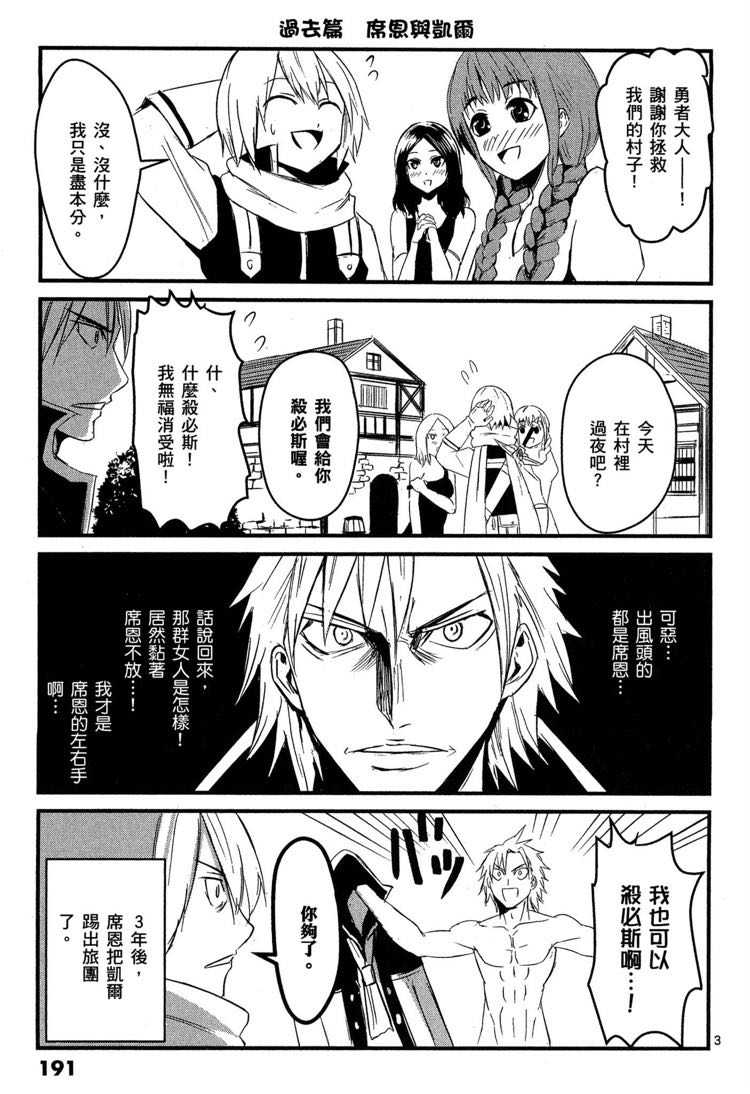 過去篇 席恩與凱爾
勇者大人——！
謝謝你拯救
我們的村子！
沒、沒什麼，
我只是盡本分。
今天
在村裡
過夜吧？
我們會給你
殺必斯喔。
什、
什麼殺必斯！
我無福消受啦！
可惡…
出風頭的
都是席恩…
話說回來，
那群女人是怎樣！
居然黏著
席恩不放…！
我才是
席恩的左右手
啊…
我也可以
殺必斯啊…！
你夠了。
3年後，
席恩把凱爾
踢出旅團
了。
3
191